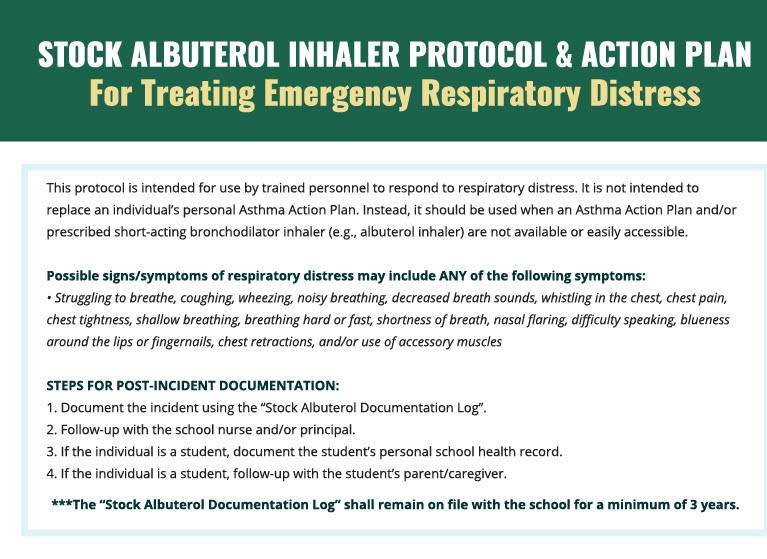 STOCK ALBUTEROL INHALER PROTOCOL & ACTION PLAN
For Treating Emergency Respiratory Distress
This protocol is intended for use by trained personnel to respond to respiratory distress. It is not intended to
replace an individual’s personal Asthma Action Plan. Instead, it should be used when an Asthma Action Plan and/or
prescribed short-acting bronchodilator inhaler (e.g., albuterol inhaler) are not available or easily accessible.
Possible signs/symptoms of respiratory distress may include ANY of the following symptoms:
• Struggling to breathe, coughing, wheezing, noisy breathing, decreased breath sounds, whistling in the chest, chest pain,
chest tightness, shallow breathing, breathing hard or fast, shortness of breath, nasal flaring, difficulty speaking, blueness
around the lips or fingernails, chest retractions, and/or use of accessory muscles
STEPS FOR POST-INCIDENT DOCUMENTATION:
1. Document the incident using the “Stock Albuterol Documentation Log”.
2. Follow-up with the school nurse and/or principal.
3. If the individual is a student, document the student’s personal school health record.
4. If the individual is a student, follow-up with the student’s parent/caregiver.
***The “Stock Albuterol Documentation Log” shall remain on file with the school for a minimum of 3 years.